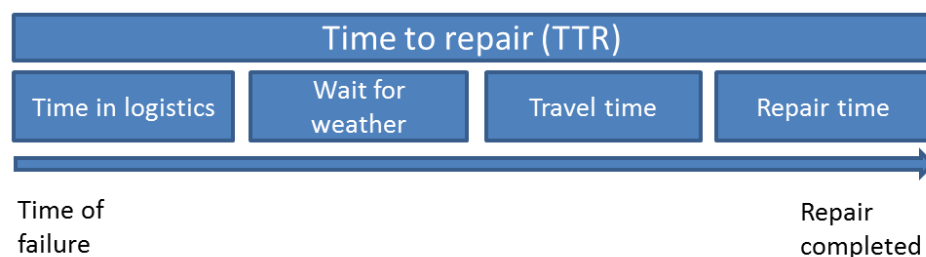 Time to repair (TTR)
Time in logistics
Wait for
weather
Travel time
Repair time
Time of
failure
Repair
completed